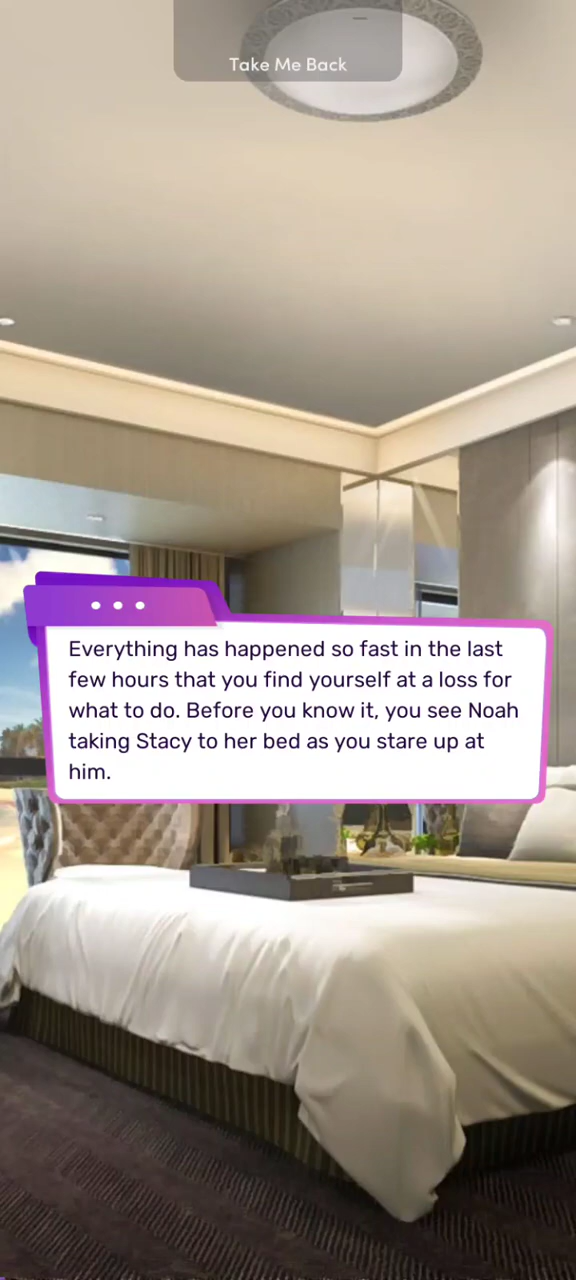 Take Me Back
Everything has happened so fast in the last
few hours that you find yourself at a loss for
what to do. Before you know it, you see Noah
taking Stacy to her bed as you stare up at
him.